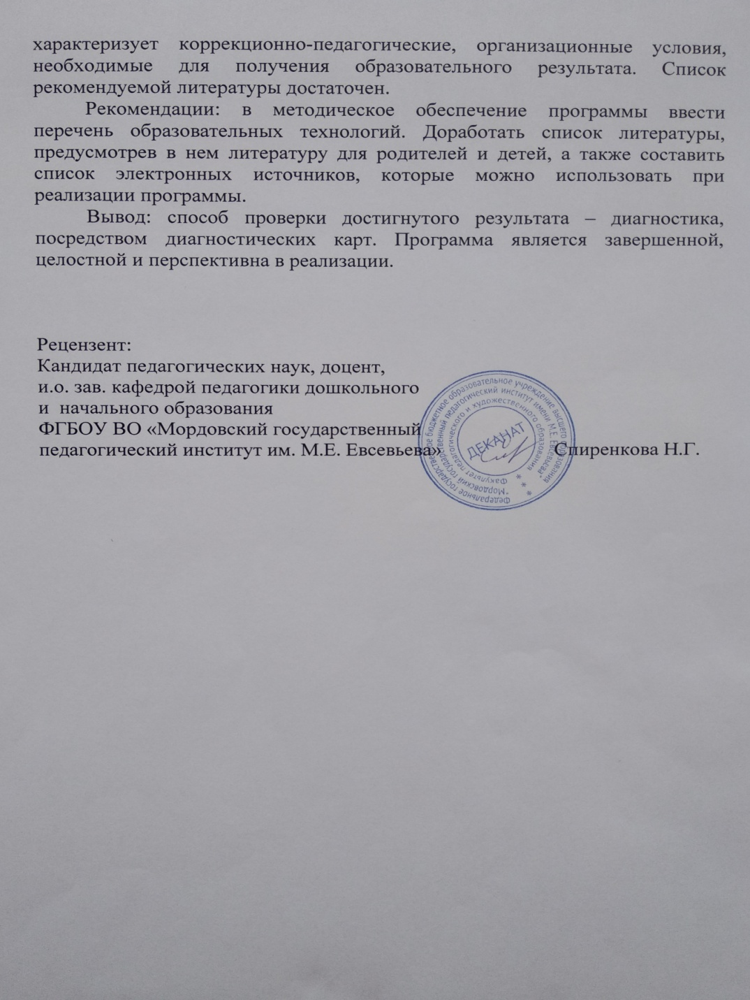 характеризует коррекционно-педагогические, организационные условия,
необходимые для получения образовательного результата. Список
рекомендуемой литературы достаточен.
Рекомендации: в методическое обеспечение программы ввести
перечень образовательных технологий. Доработать список литературы,
предусмотрев в нем литературу для родителей и детей, а также составить
список электронных источников, которые можно использовать при
реализации программы.
Вывод: способ проверки достигнутого результата – диагностика,
посредством диагностических карт. Программа является завершенной,
целостной и перспективна в реализации.
Рецензент:
Кандидат педагогических наук, доцент,
и.о. зав. кафедрой педагогики дошкольного
и начального образования
ФГБОУ ВО «Мордовский государственный
педагогический институт им. М.Е. Евсевьева»
Спиренкова Н.Г.
Федеральное государственное бюджетное образовательное учреждение высшего образования
"Мордовский государственный педагогический институт имени М.Е. Евсевьева"
Факультет педагогического и художественного образования
ДЕКАНАТ